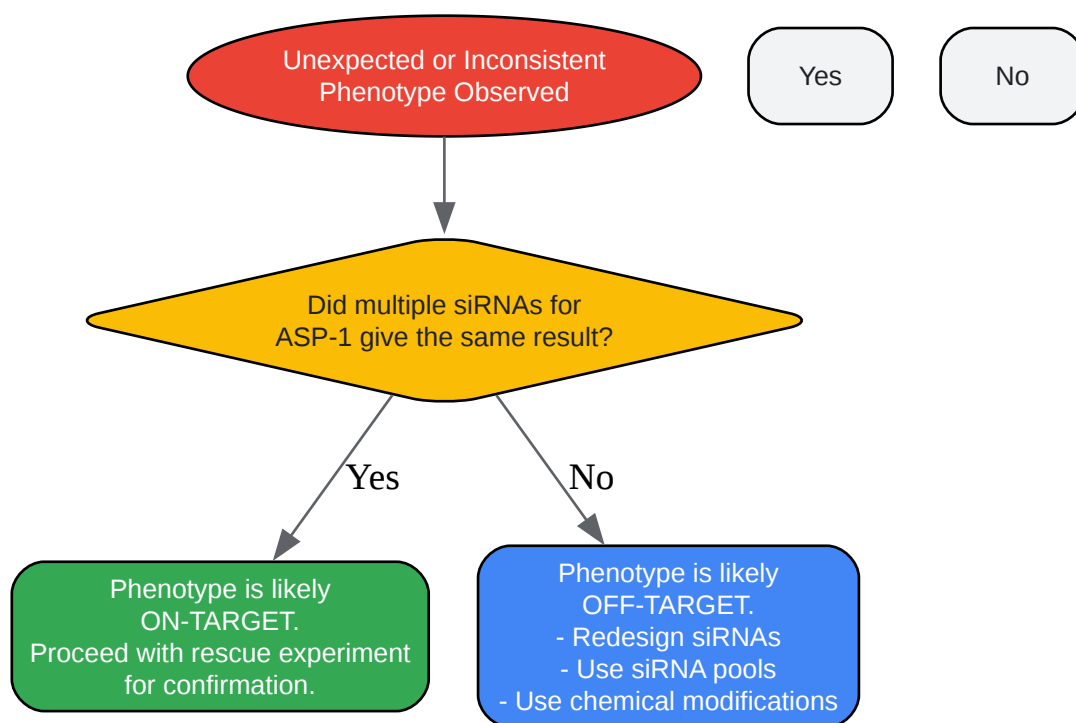 Unexpected or Inconsistent
Phenotype Observed
Yes
No
Did multiple siRNAs for
ASP-1 give the same result?
Yes
No
Phenotype is likely
ON-TARGET.
Proceed with rescue experiment
for confirmation.
Phenotype is likely
OFF-TARGET.
- Redesign siRNAs
- Use siRNA pools
- Use chemical modifications